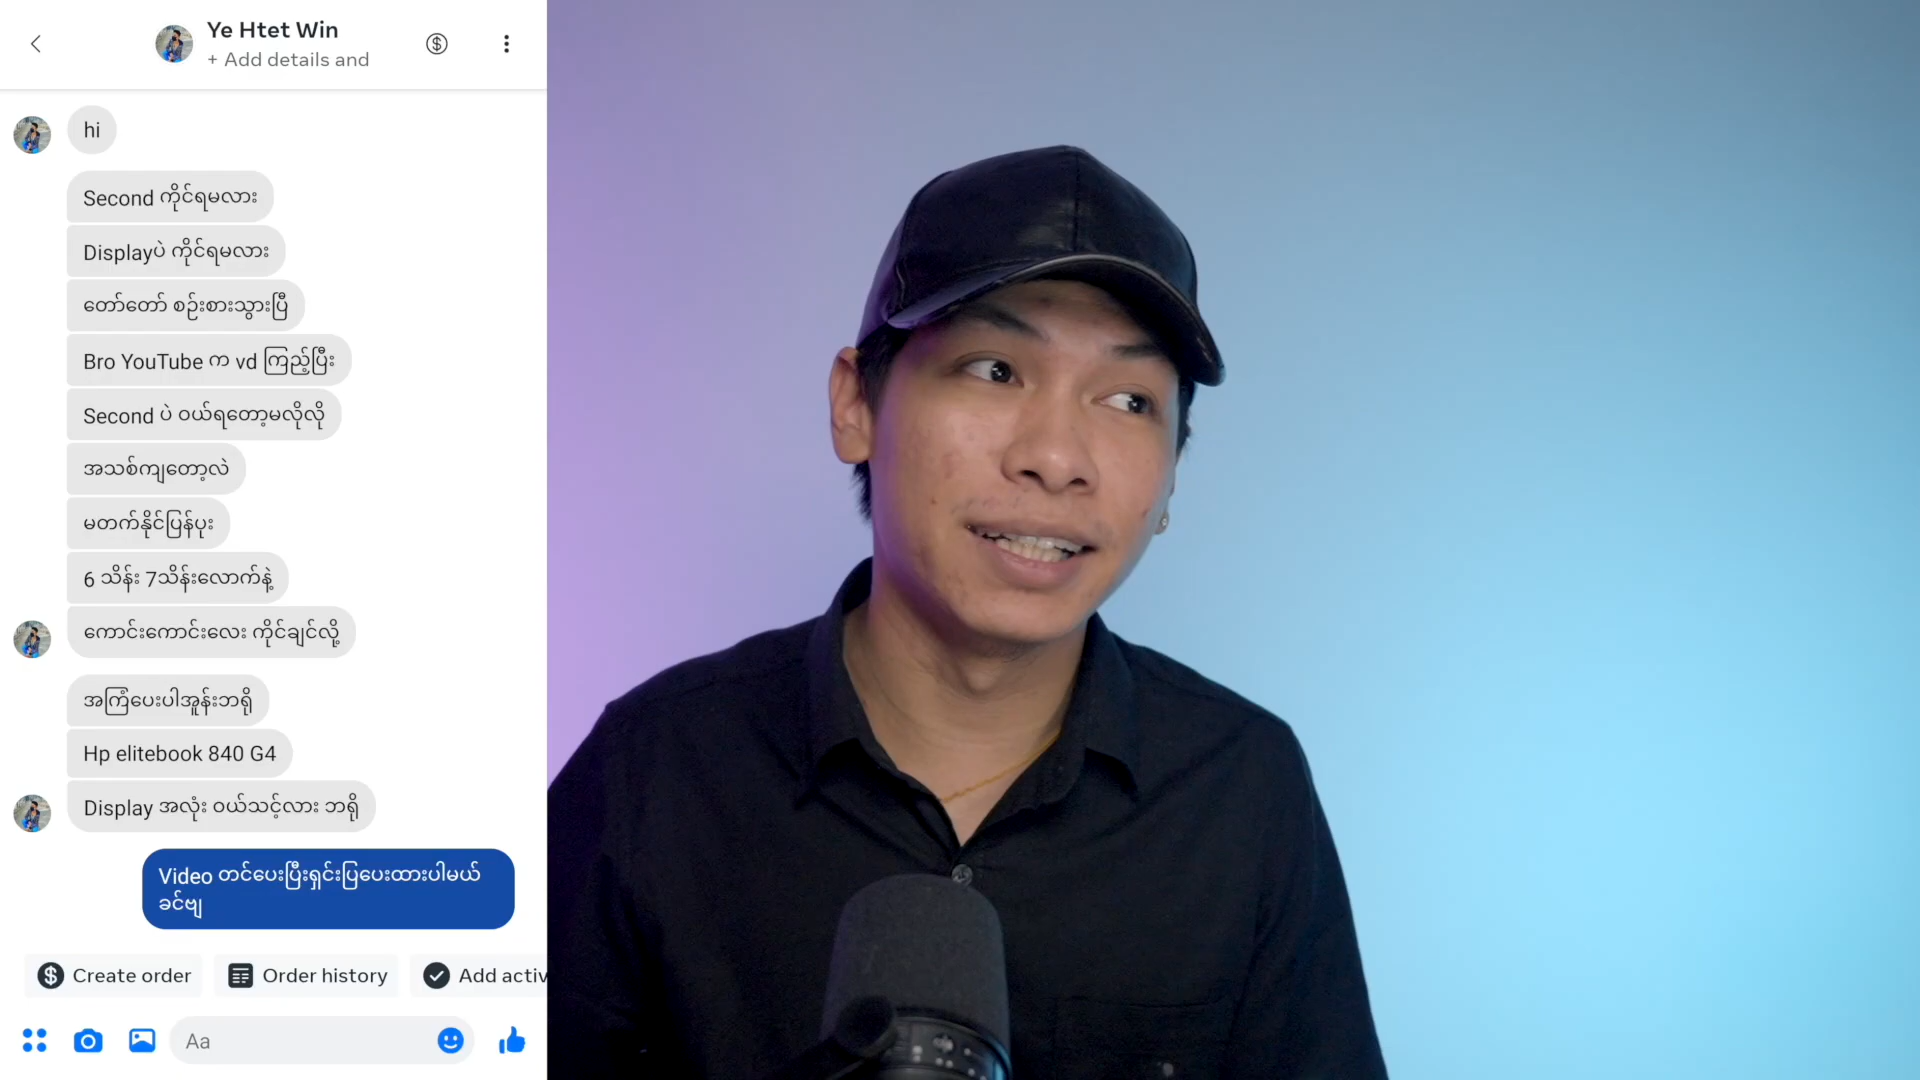 Ye Htet Win
+ Add details and
hi
Second ကိုင်ရမလား
Displayပဲ ကိုင်ရမလား
တော်တော် စဉ်းစားသွားပြီ
Bro YouTube က vd ကြည့်ပြီး
Second ပဲ ဝယ်ရတော့မလိုလို
အသစ်ကျတော့လဲ
မတက်နိုင်ပြန်ပုး
6 သိန်း 7သိန်းလောက်နဲ့
ကောင်းကောင်းလေး ကိုင်ချင်လို့
အကြံပေးပါအူန်းဘရို
Hp elitebook 840 G4
Display အလုံး ဝယ်သင့်လား ဘရို
Video တင်ပေးပြီးရှင်းပြပေးထားပါမယ်
ခင်ဗျ
Create order
Order history
Add activ
Aa